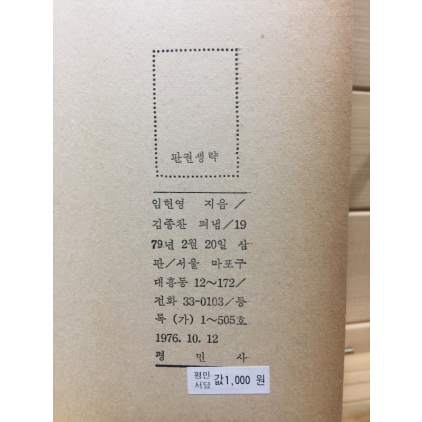 판권생략
임헌영 지음/
김종찬 펴냄/19
79년 2월 20일 삼
판/서울 마포구
대흥동 12~172/
전화 33-0103/등
록 (가) 1~505호
1976. 10. 12
평 민 사
평민
서당 값1,000 원